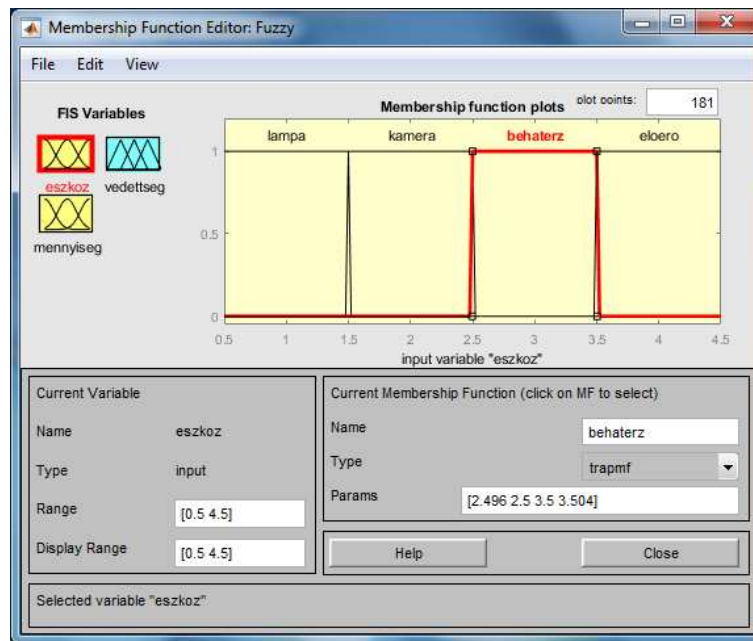 Membership Function Editor: Fuzzy
File Edit View
FIS Variables
eszkoz vedettseg
mennyiseg
Membership function plots plot points: 181
lampa kamera behaterz eloero
1
0.5
0
0.5 1 1.5 2 2.5 3 3.5 4 4.5
input variable "eszkoz"
Current Variable
Name eszkoz
Type input
Range [0.5 4.5]
Display Range [0.5 4.5]
Current Membership Function (click on MF to select)
Name behaterz
Type trapmf
Params [2.496 2.5 3.5 3.504]
Help Close
Selected variable "eszkoz"